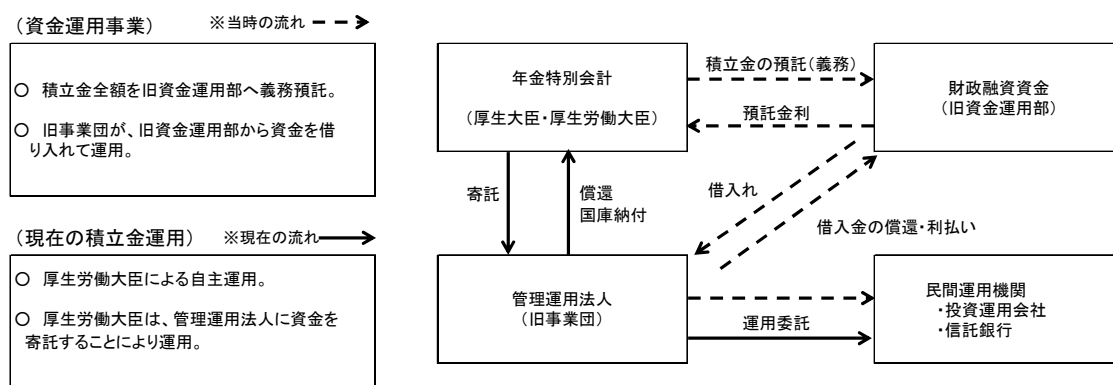 (資金運用事業) ※当時の流れ
○ 積立金全額を旧資金運用部へ義務預託。
○ 旧事業団が、旧資金運用部から資金を借
り入れて運用。
(現在の積立金運用) ※現在の流れ
○ 厚生労働大臣による自主運用。
○ 厚生労働大臣は、管理運用法人に資金を
寄託することにより運用。
年金特別会計
(厚生大臣・厚生労働大臣)
積立金の預託(義務)
預託金利
財政融資資金
(旧資金運用部)
寄託
償還
国庫納付
借入れ
借入金の償還・利払い
管理運用法人
(旧事業団)
運用委託
民間運用機関
・投資運用会社
・信託銀行